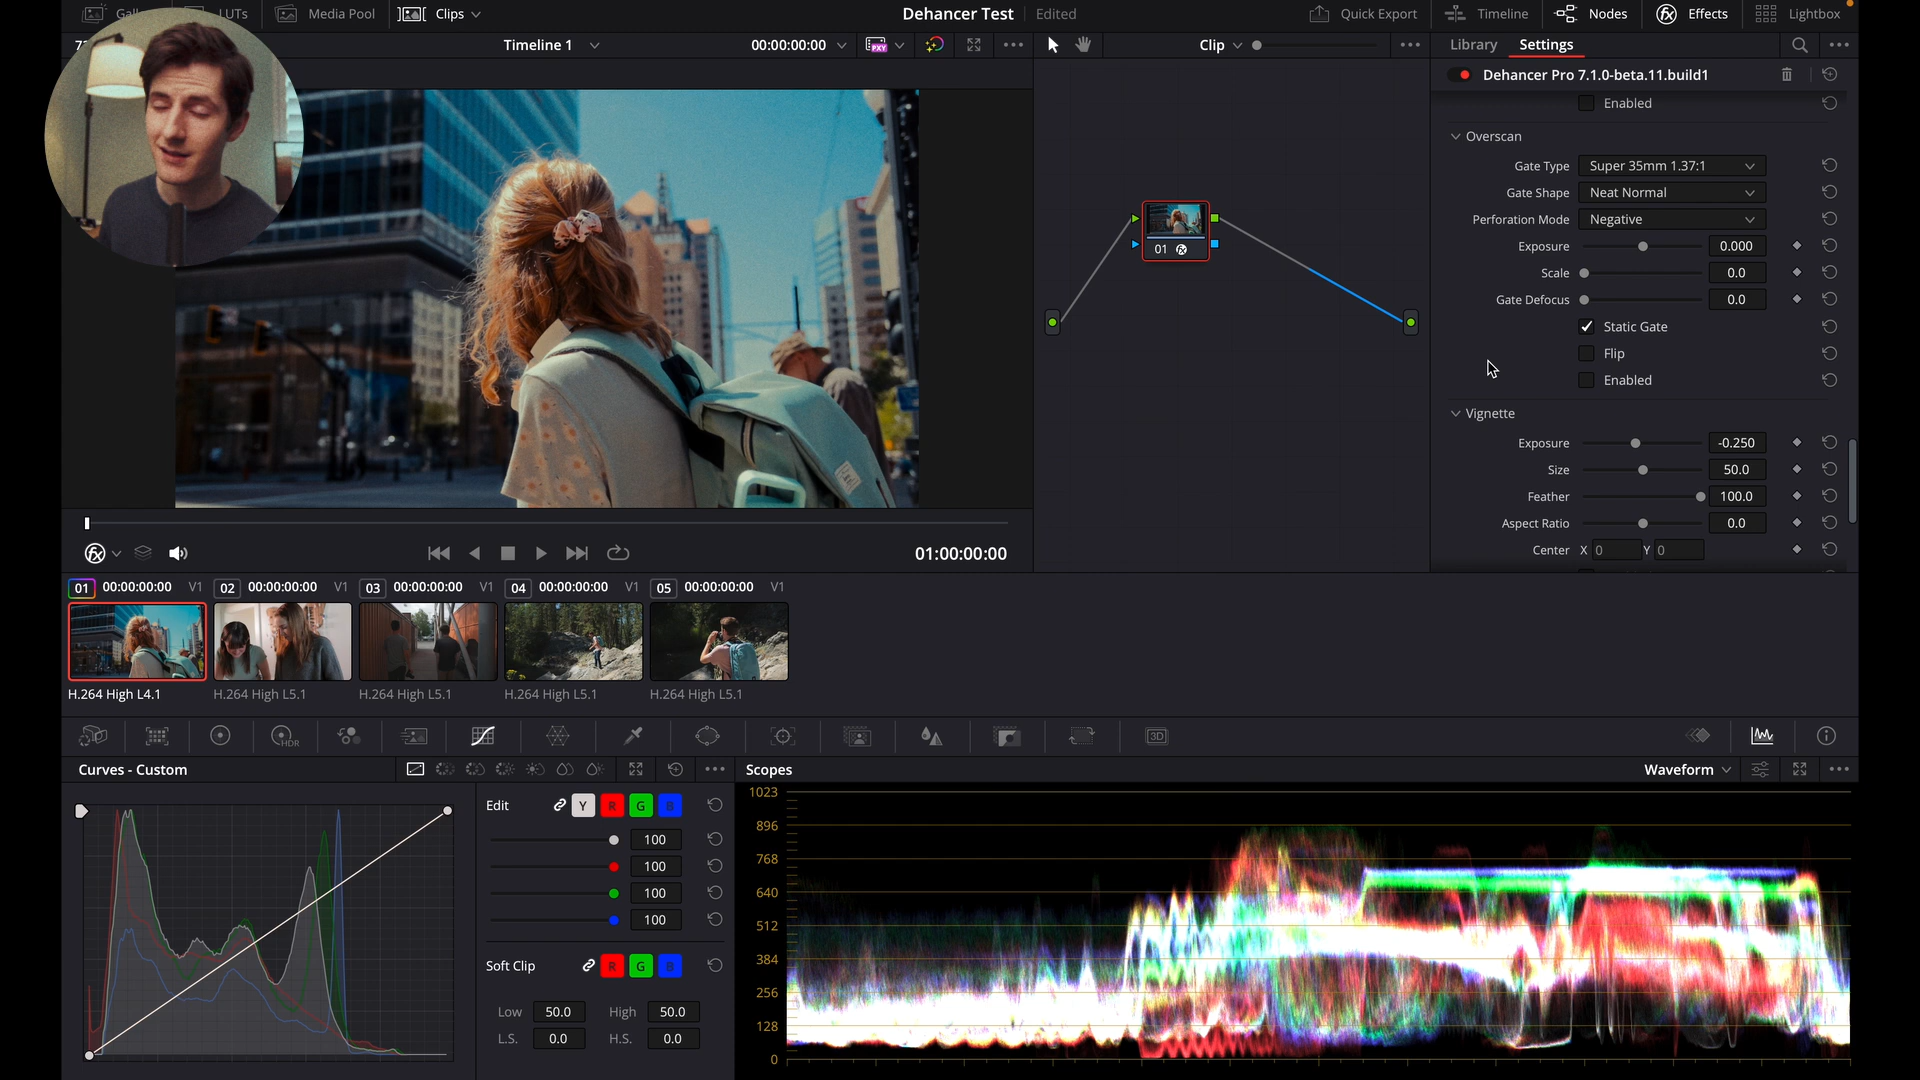 LUTs
Media Pool
Clips
Dehancer Test
Edited
Quick Export
Timeline
Nodes
Effects
Lightbox
Timeline 1
00:00:00:00
PXY
Clip
Library
Settings
Dehancer Pro 7.1.0-beta.11.build1
Enabled
Overscan
Gate Type
Super 35mm 1.37:1
Gate Shape
Neat Normal
Perforation Mode
Negative
Exposure
0.000
Scale
0.0
Gate Defocus
0.0
Static Gate
Flip
Enabled
Vignette
Exposure
-0.250
Size
50.0
Feather
100.0
Aspect Ratio
0.0
Center
X 0 Y 0
01
01:00:00:00
01 00:00:00:00 V1
02 00:00:00:00 V1
03 00:00:00:00 V1
04 00:00:00:00 V1
05 00:00:00:00 V1
H.264 High L4.1
H.264 High L5.1
H.264 High L5.1
H.264 High L5.1
H.264 High L5.1
HDR
3D
Curves - Custom
Edit
Y R G B
100
100
100
100
Soft Clip
R G B
Low 50.0 High 50.0
L.S. 0.0 H.S. 0.0
Scopes
Waveform
1023
896
768
640
512
384
256
128
0